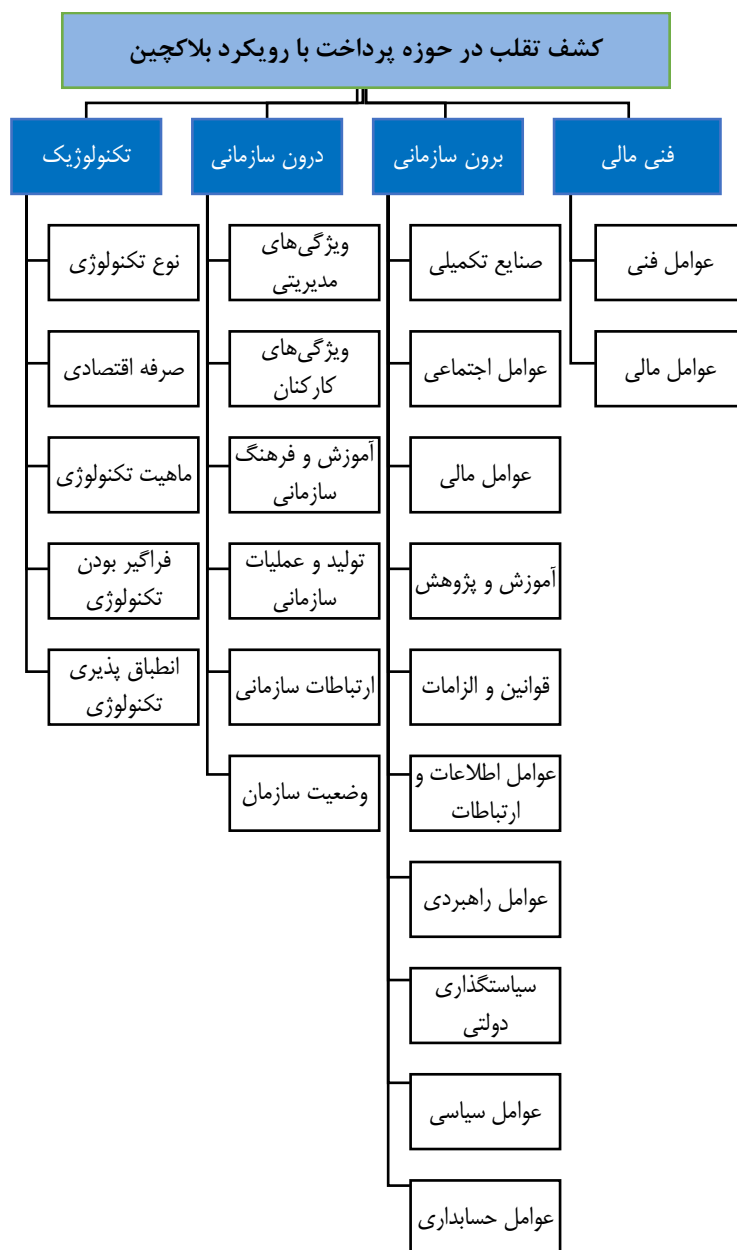 کشف تقلب در حوزه پرداخت با رویکرد بلاکچین
فنی مالی
عوامل فنی
عوامل مالی
برون سازمانی
صنایع تکمیلی
عوامل اجتماعی
عوامل مالی
آموزش و پژوهش
قوانین و الزامات
عوامل اطلاعات و
ارتباطات
عوامل راهبردی
سیاستگذاری
دولتی
عوامل سیاسی
عوامل حسابداری
درون سازمانی
ویژگی‌های
مدیریتی
ویژگی‌های
کارکنان
آموزش و فرهنگ
سازمانی
تولید و عملیات
سازمانی
ارتباطات سازمانی
وضعیت سازمان
تکنولوژیک
نوع تکنولوژی
صرفه اقتصادی
ماهیت تکنولوژی
فراگیر بودن
تکنولوژی
انطباق پذیری
تکنولوژی